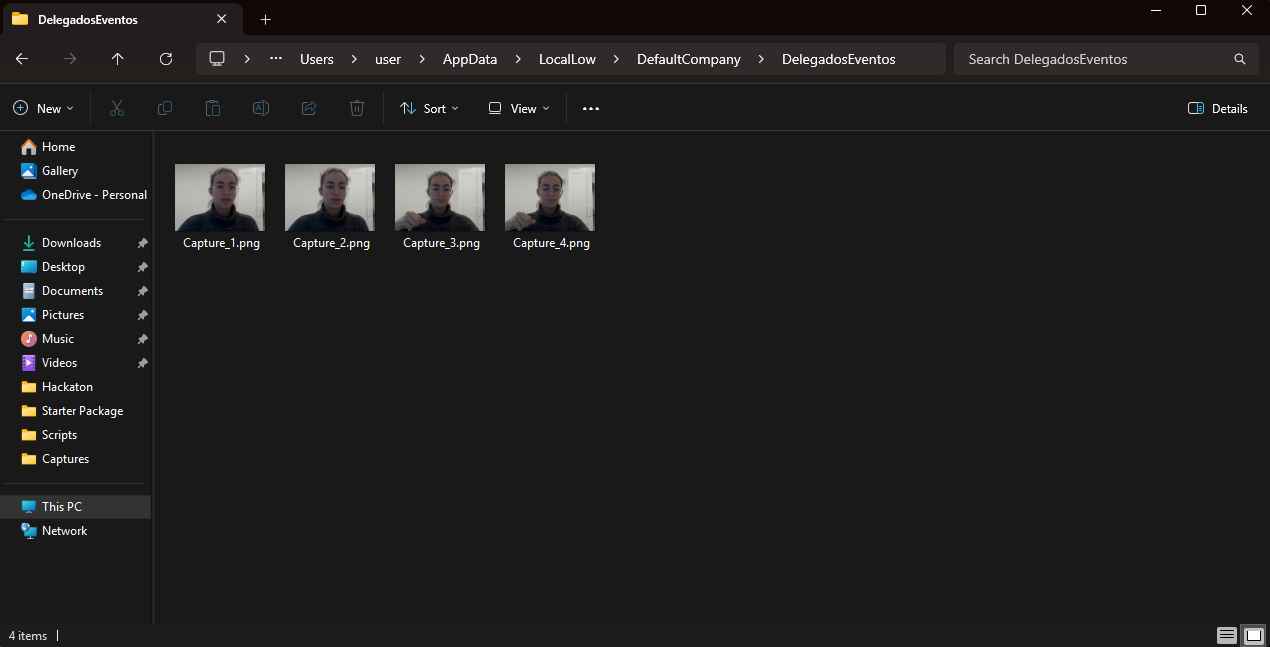 DelegadosEventos
Users > user > AppData > LocalLow > DefaultCompany > DelegadosEventos
Search DelegadosEventos
New
Sort
View
Details
Home
Gallery
OneDrive - Personal
Downloads
Desktop
Documents
Pictures
Music
Videos
Hackaton
Starter Package
Scripts
Captures
This PC
Network
Capture_1.png
Capture_2.png
Capture_3.png
Capture_4.png
4 items